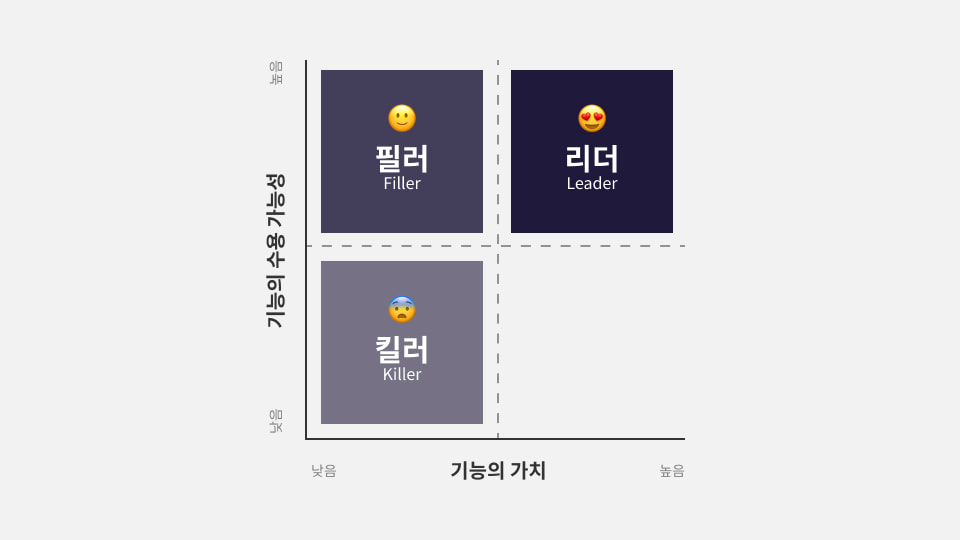 높음
필러
Filler
리더
Leader
기능의 수용 가능성
킬러
Killer
낮음
낮음
기능의 가치
높음